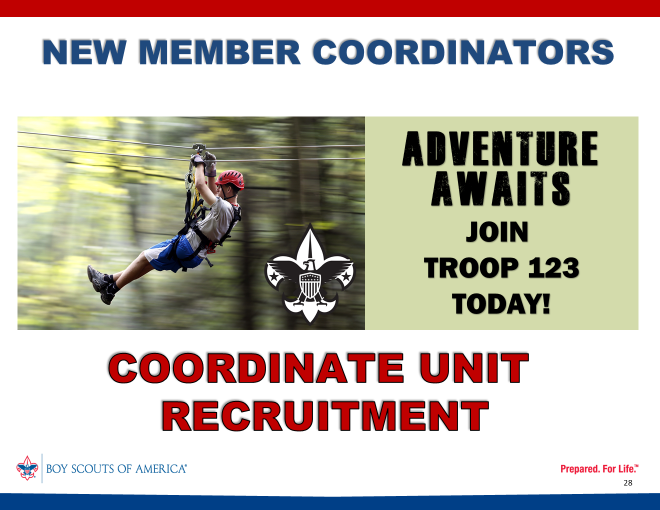 NEW MEMBER COORDINATORS
ADVENTURE
AWAITS
JOIN
TROOP 123
TODAY!
COORDINATE UNIT
RECRUITMENT
BOY SCOUTS OF AMERICA®
Prepared. For Life.™
28